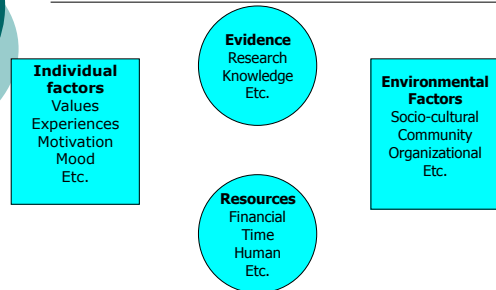 Individual
factors
Values
Experiences
Motivation
Mood
Etc.
Evidence
Research
Knowledge
Etc.
Resources
Financial
Time
Human
Etc.
Environmental
Factors
Socio-cultural
Community
Organizational
Etc.